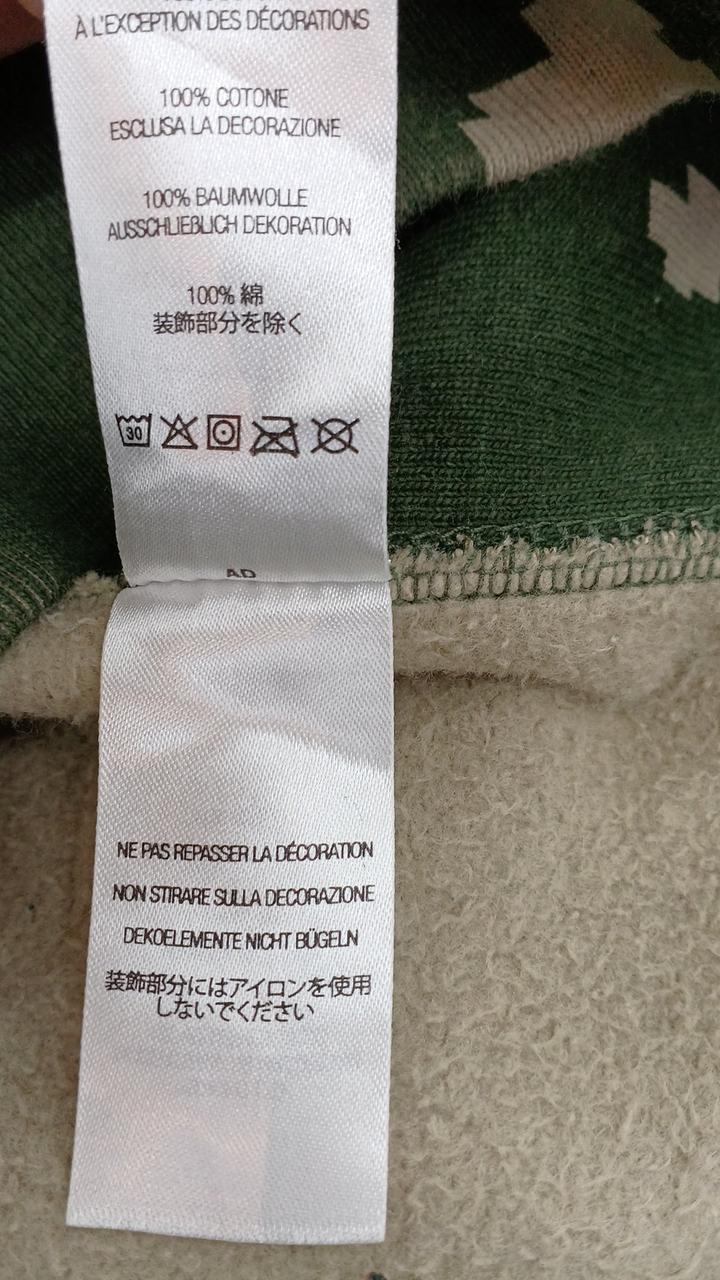 À L'EXCEPTION DES DÉCORATIONS
100% COTONE
ESCLUSA LA DECORAZIONE
100% BAUMWOLLE
AUSSCHLIEßLICH DEKORATION
100% 綿
装飾部分を除く
30
AD
NE PAS REPASSER LA DÉCORATION
NON STIRARE SULLA DECORAZIONE
DEKOELEMENTE NICHT BÜGELN
装飾部分にはアイロンを使用
しないでください